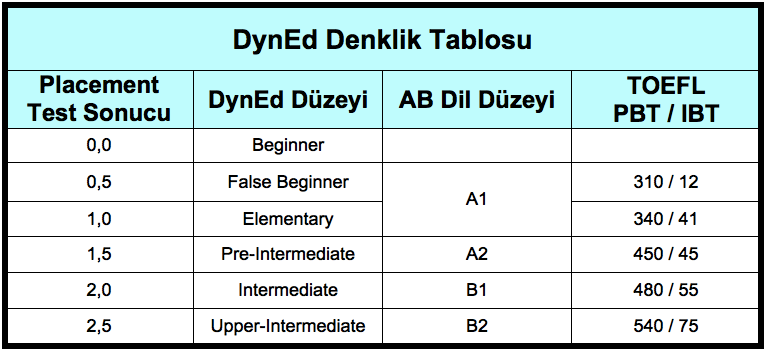 DynEd Denklik Tablosu
Placement Test Sonucu DynEd Düzeyi AB Dil Düzeyi TOEFL PBT / IBT
0,0 Beginner
0,5 False Beginner A1 310 / 12
1,0 Elementary 340 / 41
1,5 Pre-Intermediate A2 450 / 45
2,0 Intermediate B1 480 / 55
2,5 Upper-Intermediate B2 540 / 75